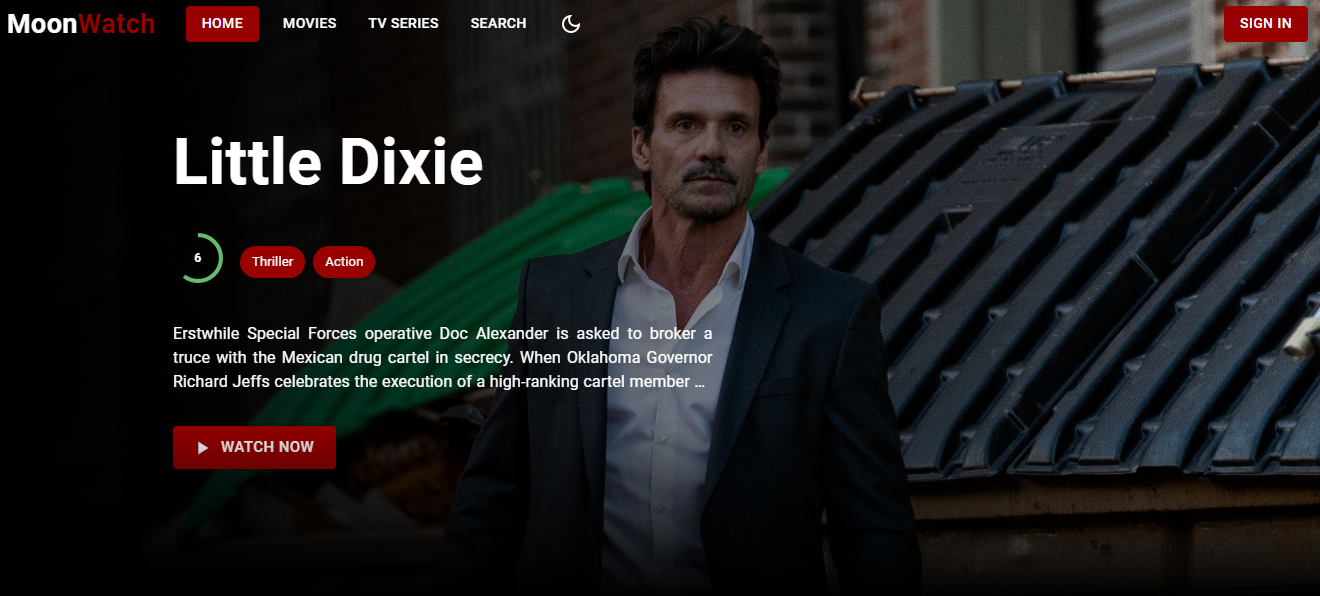 MoonWatch HOME MOVIES TV SERIES SEARCH SIGN IN
Little Dixie
6 Thriller Action
Erstwhile Special Forces operative Doc Alexander is asked to broker a
truce with the Mexican drug cartel in secrecy. When Oklahoma Governor
Richard Jeffs celebrates the execution of a high-ranking cartel member ...
WATCH NOW